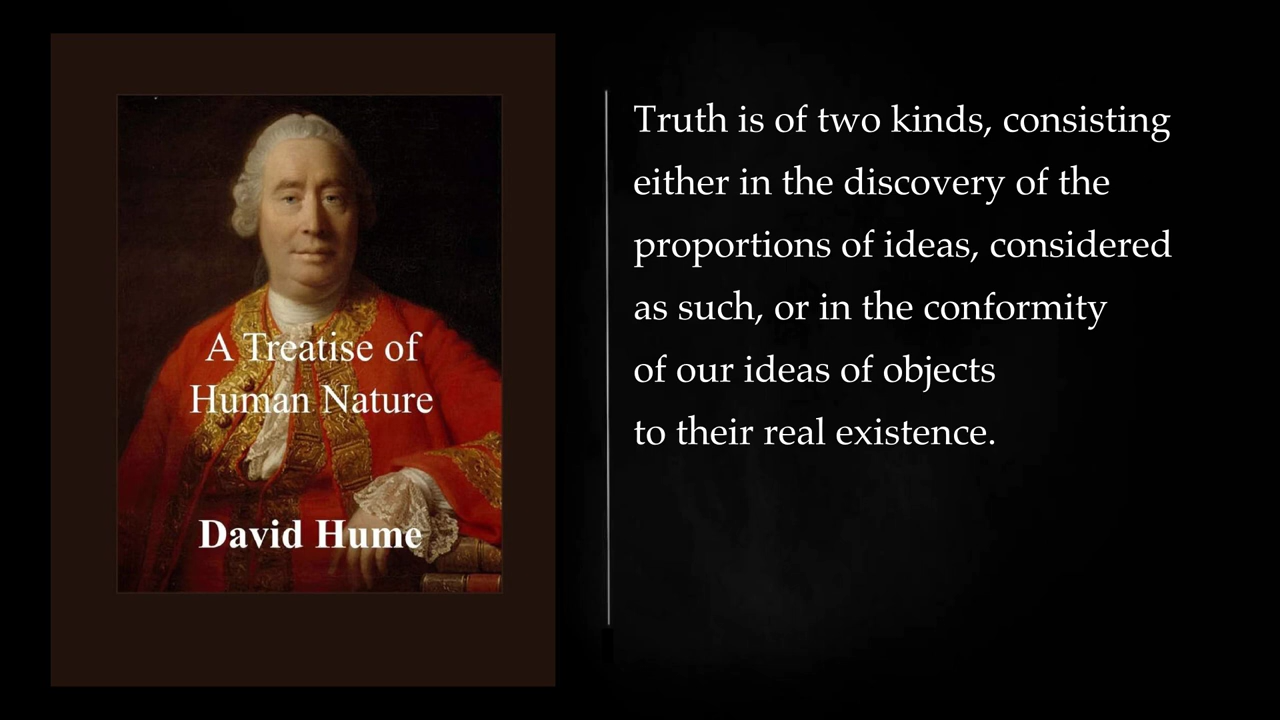 A Treatise of
Human Nature
David Hume
Truth is of two kinds, consisting
either in the discovery of the
proportions of ideas, considered
as such, or in the conformity
of our ideas of objects
to their real existence.